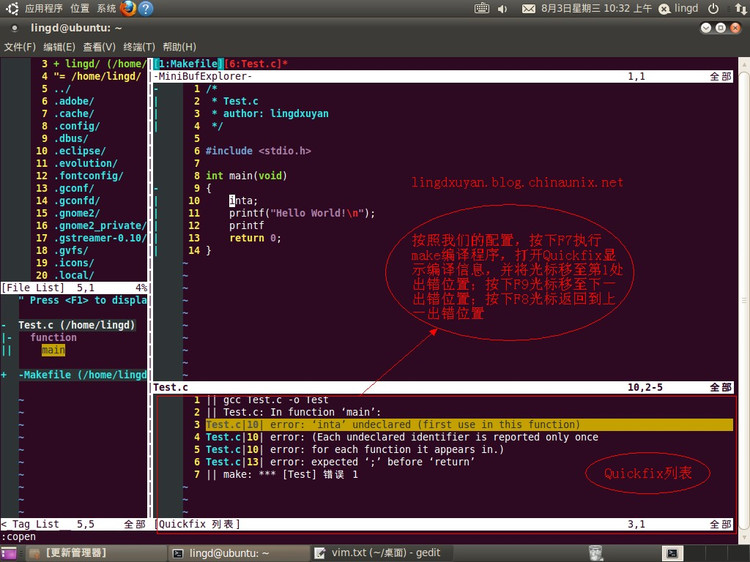 应用程序 位置 系统 8月3日星期三 10:32 上午 lingd
lingd@ubuntu: ~
文件(F) 编辑(E) 查看(V) 终端(T) 帮助(H)
3 + lingd/ (/home/
4 "= /home/lingd/
5 ../
6 .adobe/
7 .cache/
8 .config/
9 .dbus/
10 .eclipse/
11 .evolution/
12 .fontconfig/
13 .gconf/
14 .gconfd/
15 .gnome2/
16 .gnome2_private/
17 .gstreamer-0.10/
18 .gvfs/
19 .icons/
20 .local/
[File List] 5,1 4%
" Press <F1> to displa
- Test.c (/home/lingd)
|- function
|| main
+ -Makefile (/home/lingd
~
~
~
~
~
~
~
~
< Tag_List 5,5 全部
[1:Makefile][6:Test.c]*
-MiniBufExplorer- 1,1 全部
- 1 /*
| 2 * Test.c
| 3 * author: lingdxuyan
| 4 */
5
6 #include <stdio.h>
7
8 int main(void)
- 9 {
| 10 inta;
| 11 printf("Hello World!\n");
| 12 printf
| 13 return 0;
| 14 }
~
~
~
~
~
~
~
~
~
~
lingdxuyan.blog.chinaunix.net
按照我们的配置，按下F7执行
make编译程序，打开Quickfix显
示编译信息，并将光标移至第1处
出错位置；按下F9光标移至下一
出错位置；按下F8光标返回到上
一出错位置
Test.c 10,2-5 全部
1 || gcc Test.c -o Test
2 || Test.c: In function ‘main’:
3 Test.c|10| error: ‘inta’ undeclared (first use in this function)
4 Test.c|10| error: (Each undeclared identifier is reported only once
5 Test.c|10| error: for each function it appears in.)
6 Test.c|13| error: expected ‘;’ before ‘return’
7 || make: *** [Test] 错误 1
~
~
~
Quickfix列表
[Quickfix 列表] 3,1 全部
:copen
[更新管理器] lingd@ubuntu: ~ vim.txt (~/桌面) - gedit